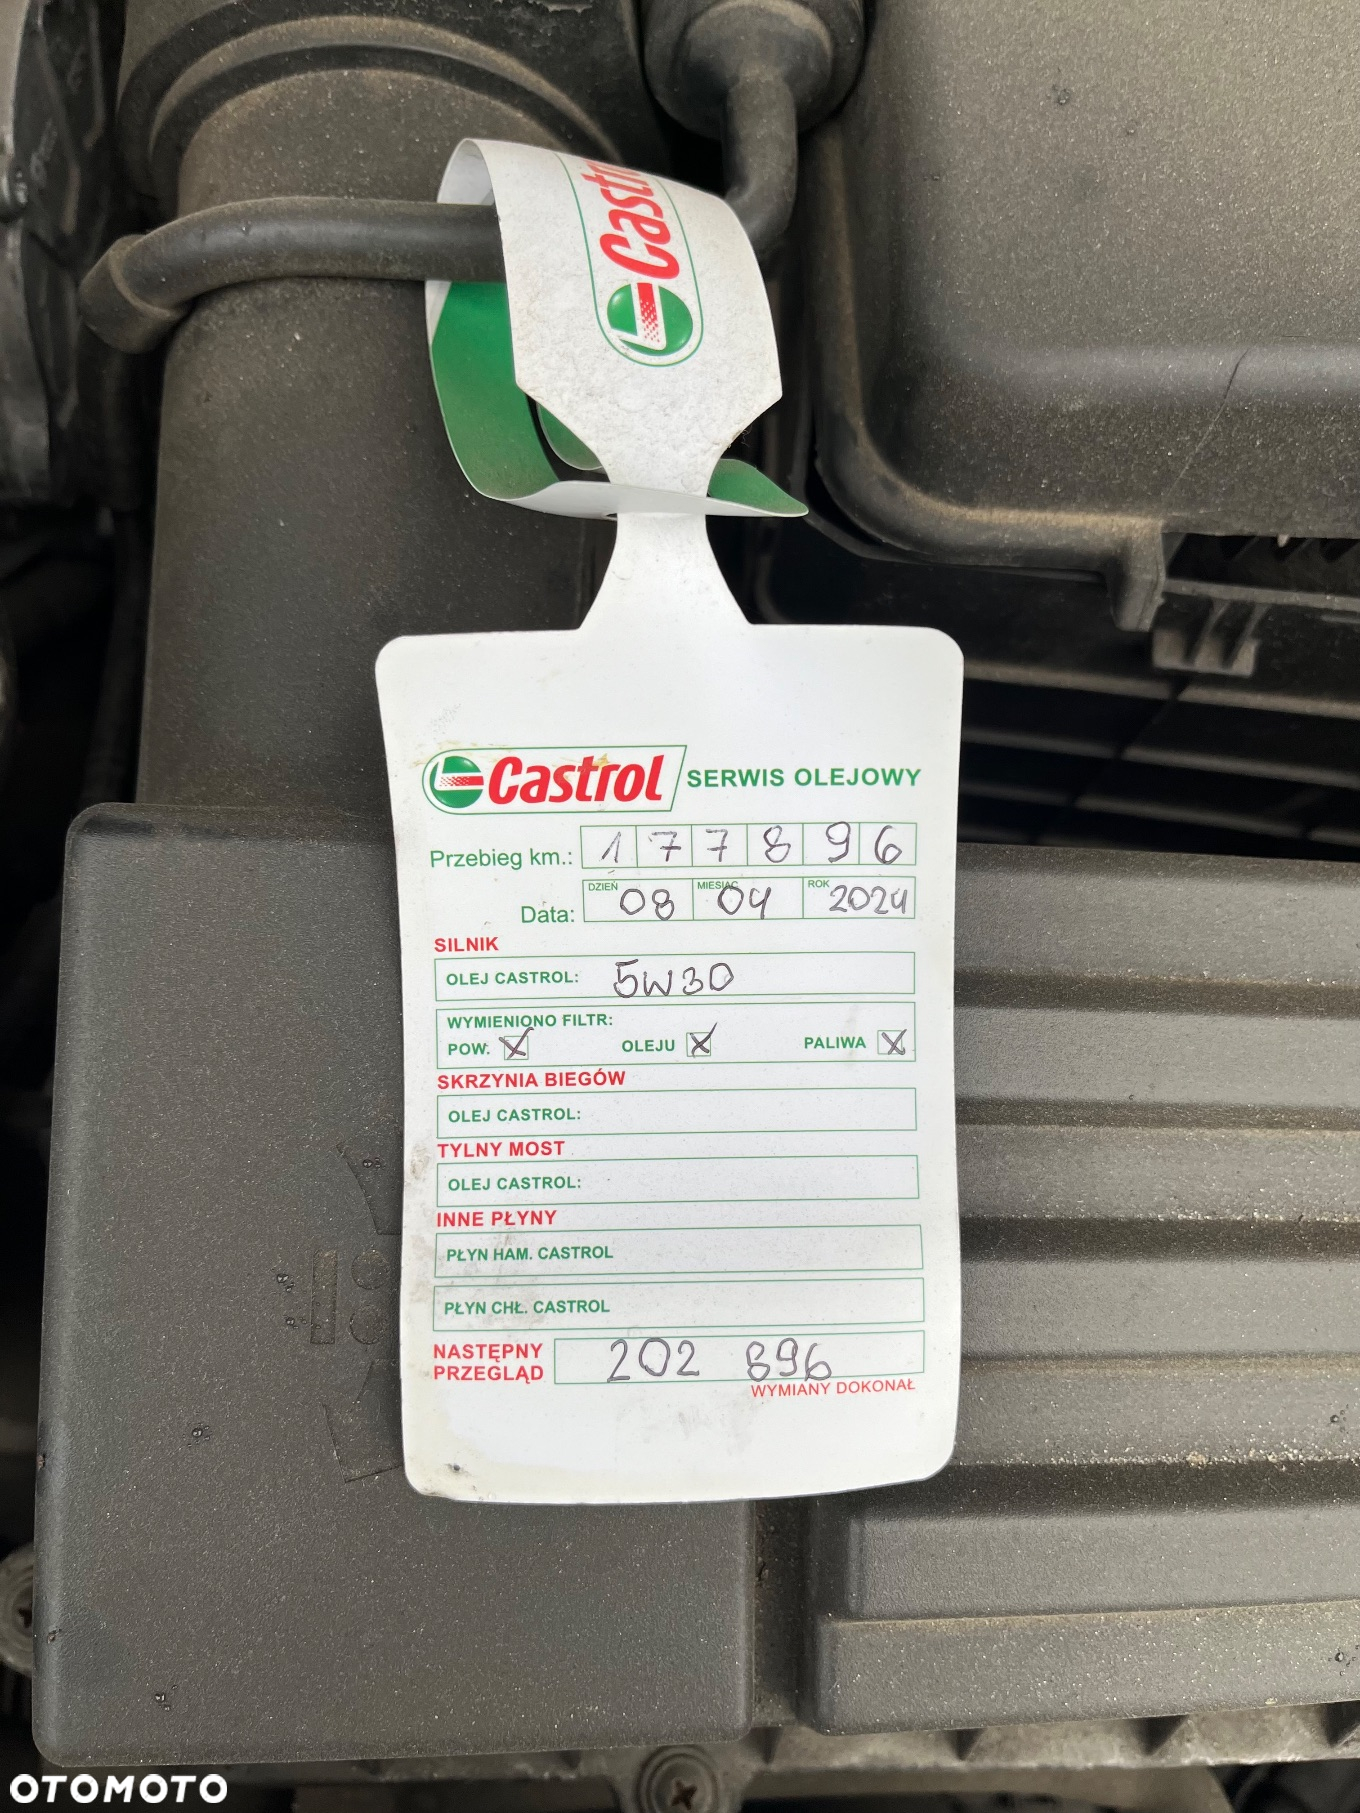 Castrol
Castrol SERWIS OLEJOWY
Przebieg km.: 1 7 7 8 9 6
DZIEŃ MIESIĄC ROK
Data: 08 04 2024
SILNIK
OLEJ CASTROL: 5W30
WYMIENIONO FILTR:
POW. X OLEJU X PALIWA X
SKRZYNIA BIEGÓW
OLEJ CASTROL:
TYLNY MOST
OLEJ CASTROL:
INNE PŁYNY
PŁYN HAM. CASTROL
PŁYN CHŁ. CASTROL
NASTĘPNY
PRZEGLĄD 202 896
WYMIANY DOKONAŁ
OTOMOTO